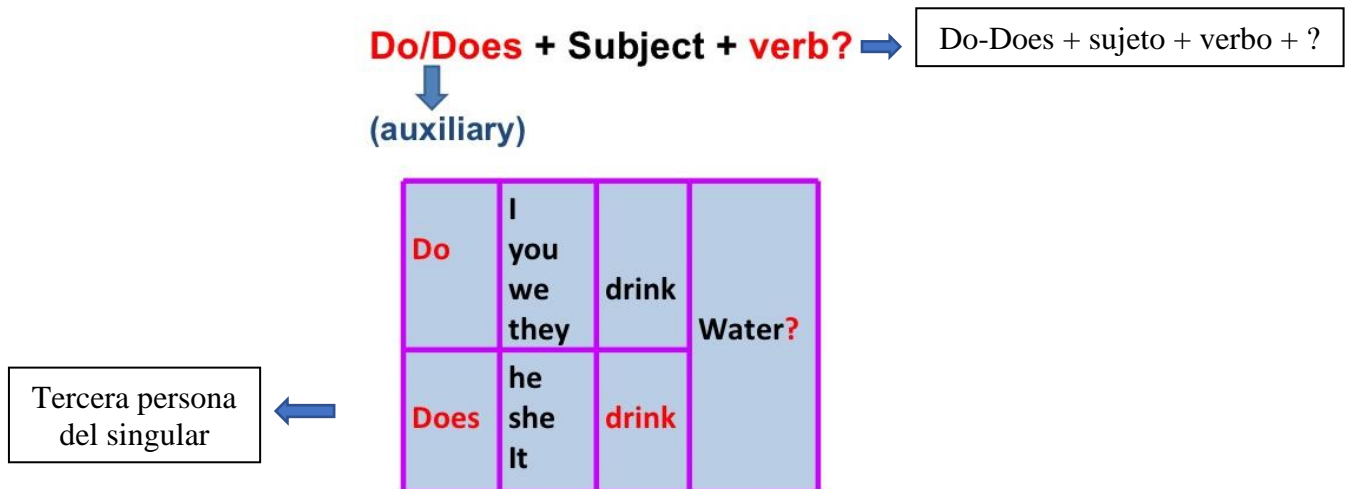 Do/Does + Subject + verb?
Do-Does + sujeto + verbo + ?
(auxiliary)
Do
I
you
we
they
drink
Water?
Tercera persona
del singular
Does
he
she
It
drink